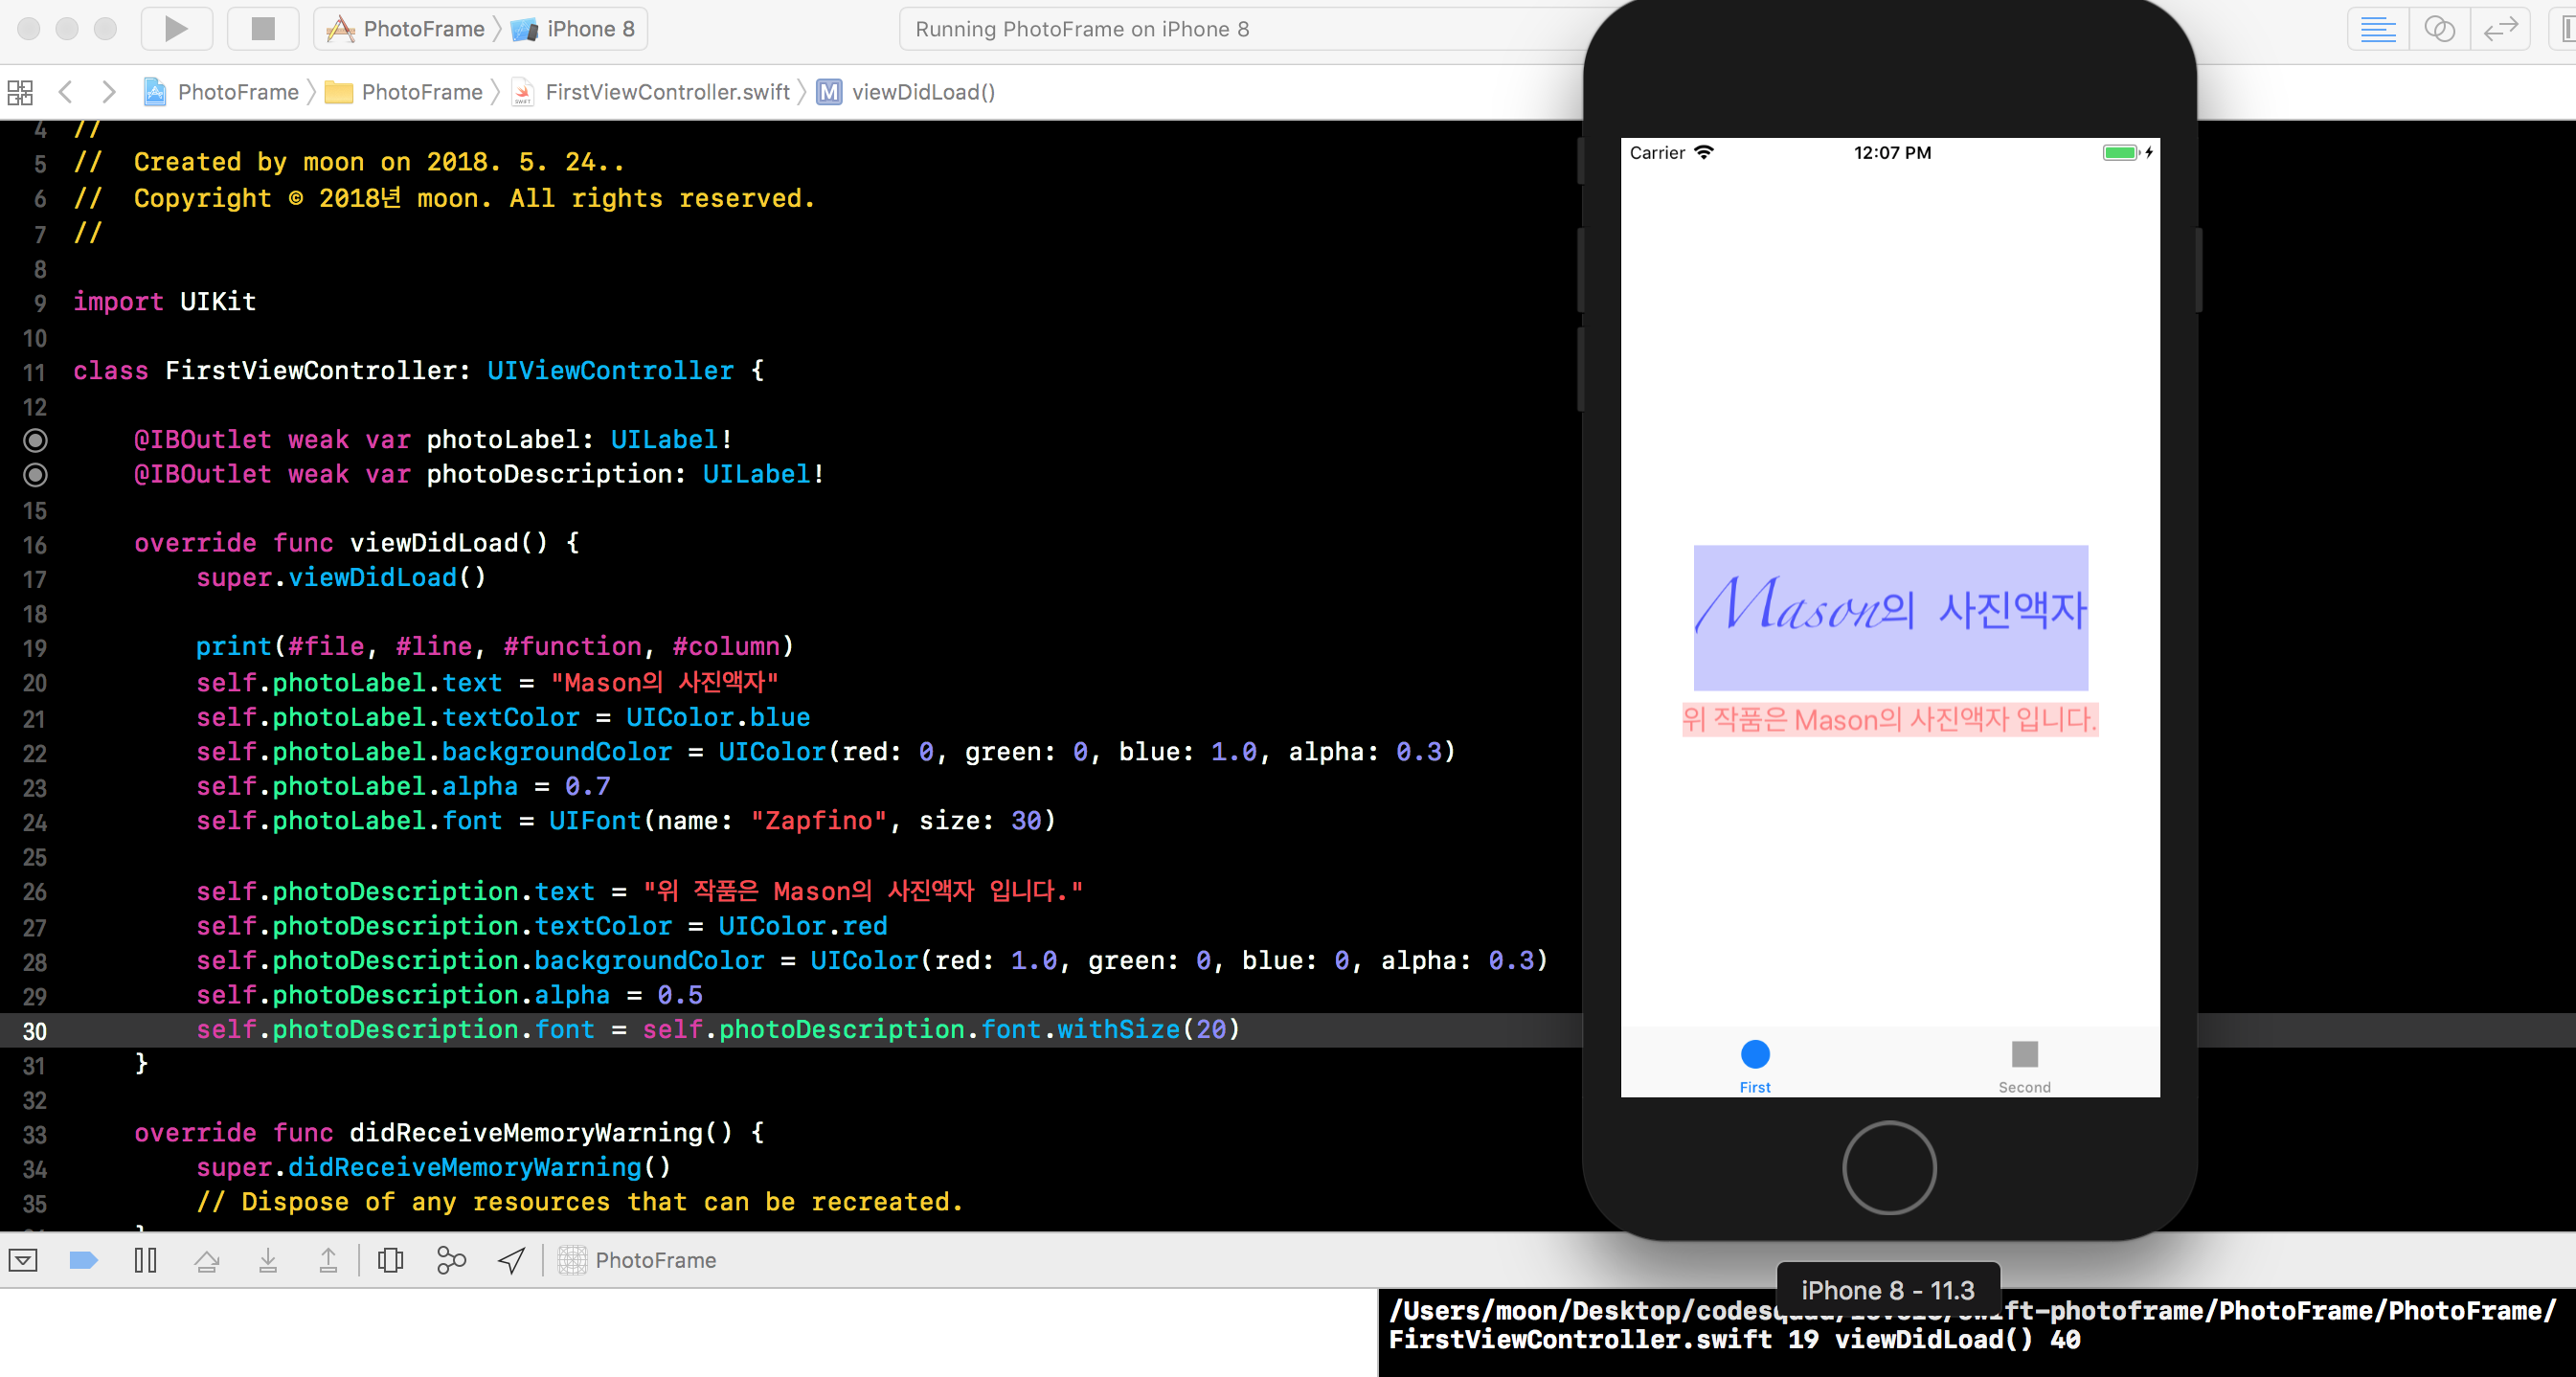 PhotoFrame iPhone 8
Running PhotoFrame on iPhone 8
PhotoFrame PhotoFrame FirstViewController.swift M viewDidLoad()
4 //
5 //  Created by moon on 2018. 5. 24..
6 //  Copyright © 2018년 moon. All rights reserved.
7 //
8
9 import UIKit
10
11 class FirstViewController: UIViewController {
12
@IBOutlet weak var photoLabel: UILabel!
@IBOutlet weak var photoDescription: UILabel!
15
16 override func viewDidLoad() {
17 super.viewDidLoad()
18
19 print(#file, #line, #function, #column)
20 self.photoLabel.text = "Mason의 사진액자"
21 self.photoLabel.textColor = UIColor.blue
22 self.photoLabel.backgroundColor = UIColor(red: 0, green: 0, blue: 1.0, alpha: 0.3)
23 self.photoLabel.alpha = 0.7
24 self.photoLabel.font = UIFont(name: "Zapfino", size: 30)
25
26 self.photoDescription.text = "위 작품은 Mason의 사진액자 입니다."
27 self.photoDescription.textColor = UIColor.red
28 self.photoDescription.backgroundColor = UIColor(red: 1.0, green: 0, blue: 0, alpha: 0.3)
29 self.photoDescription.alpha = 0.5
30 self.photoDescription.font = self.photoDescription.font.withSize(20)
31 }
32
33 override func didReceiveMemoryWarning() {
34 super.didReceiveMemoryWarning()
35 // Dispose of any resources that can be recreated.
Carrier 12:07 PM
Mason의 사진액자
위 작품은 Mason의 사진액자 입니다.
First Second
PhotoFrame
iPhone 8 - 11.3
/Users/moon/Desktop/ /PhotoFrame/PhotoFrame/
FirstViewController.swift 19 viewDidLoad() 40